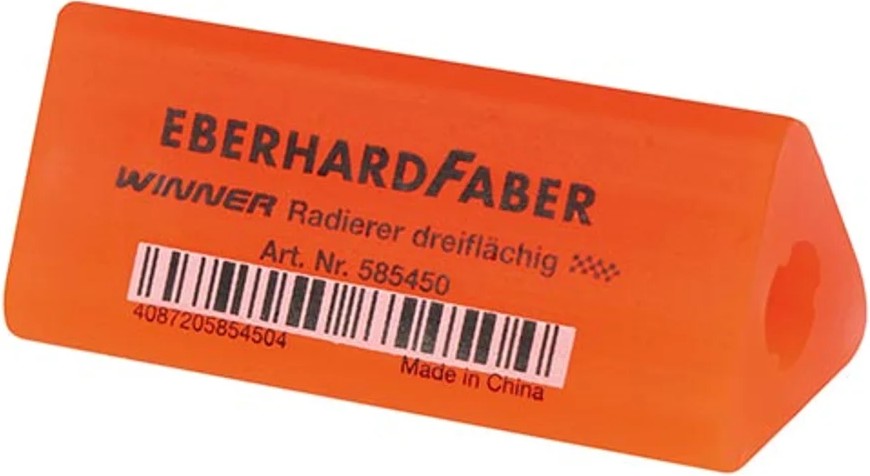 EBERHARDFABER
WINNER Radierer dreiflächig
Art. Nr. 585450
4087205854504
Made in China